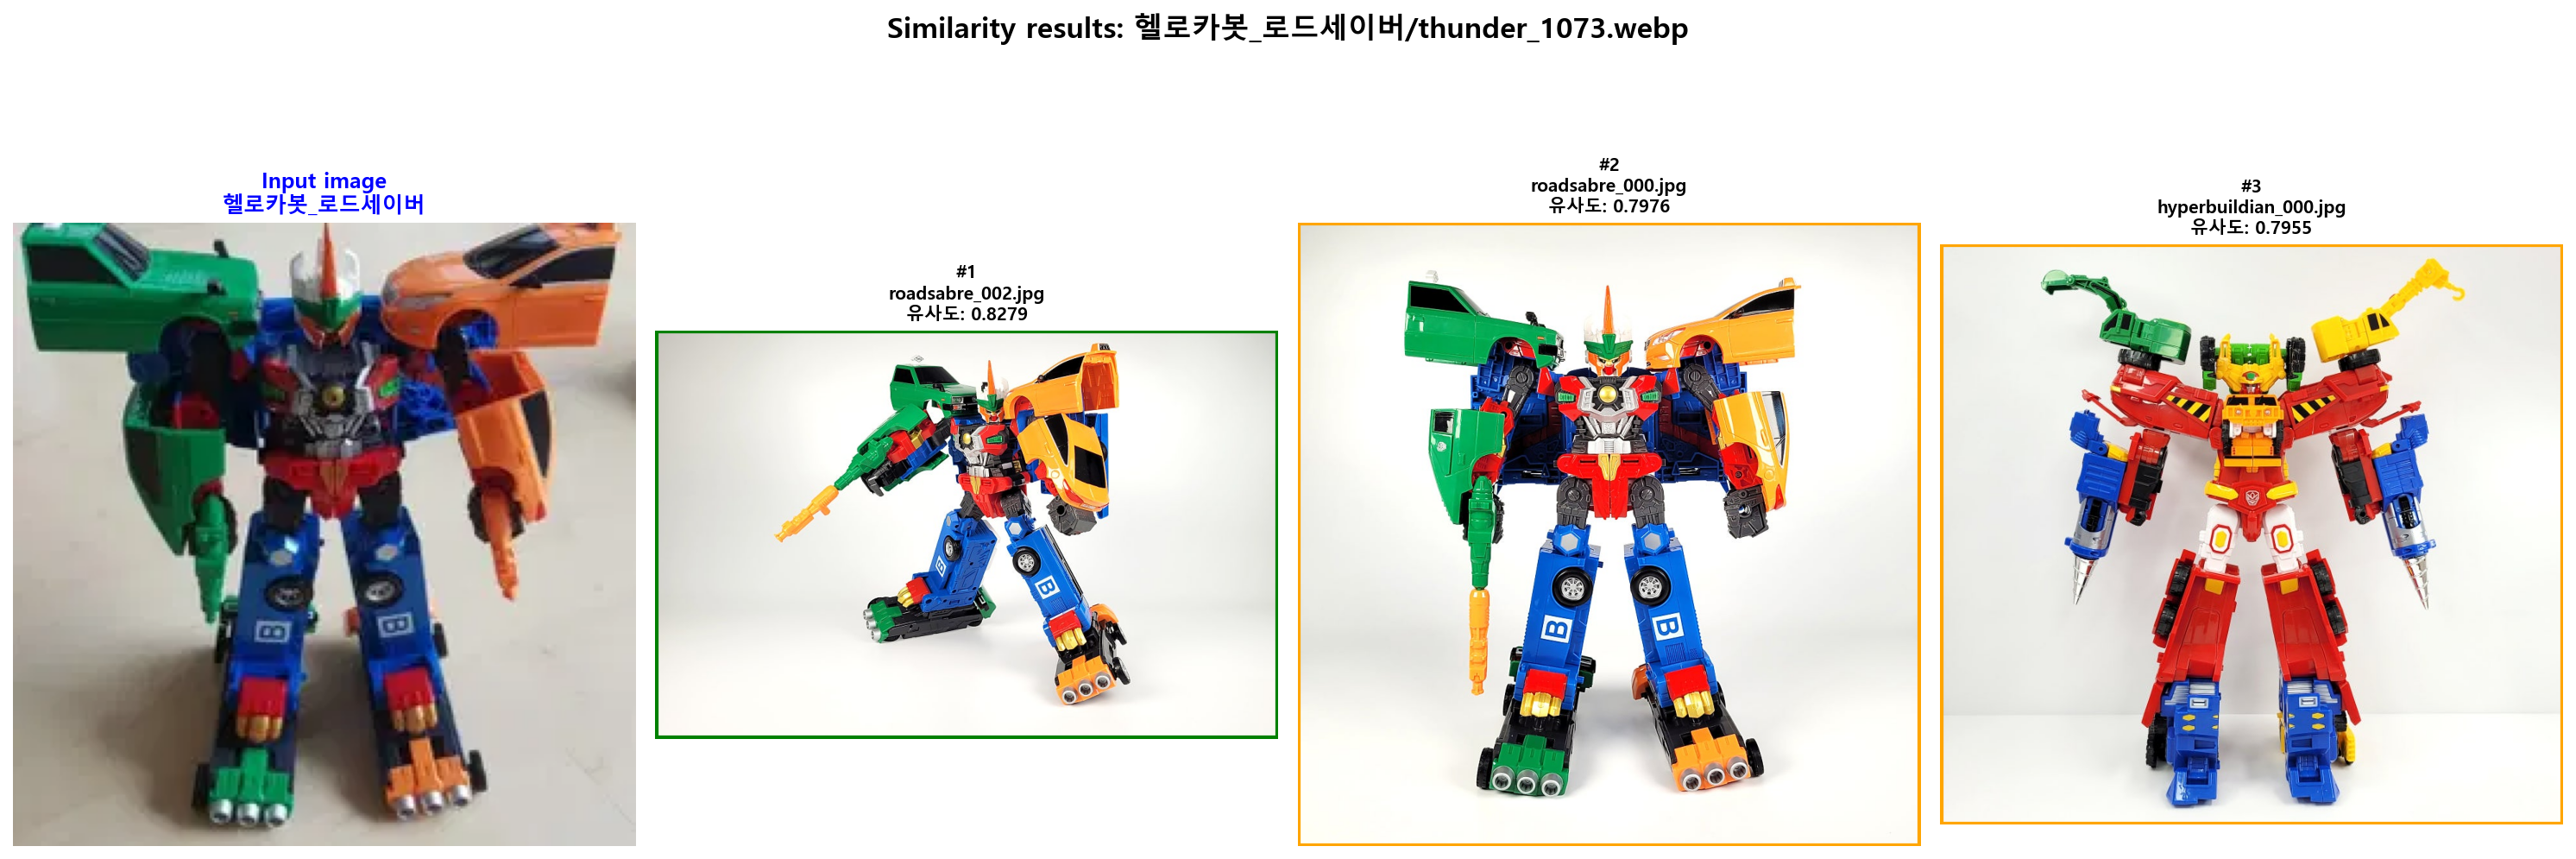 Similarity results: 헬로카봇_로드세이버/thunder_1073.webp
Input image
헬로카봇_로드세이버
#1
roadsabre_002.jpg
유사도: 0.8279
#2
roadsabre_000.jpg
유사도: 0.7976
#3
hyperbuildian_000.jpg
유사도: 0.7955
B
B
B
B
B
B